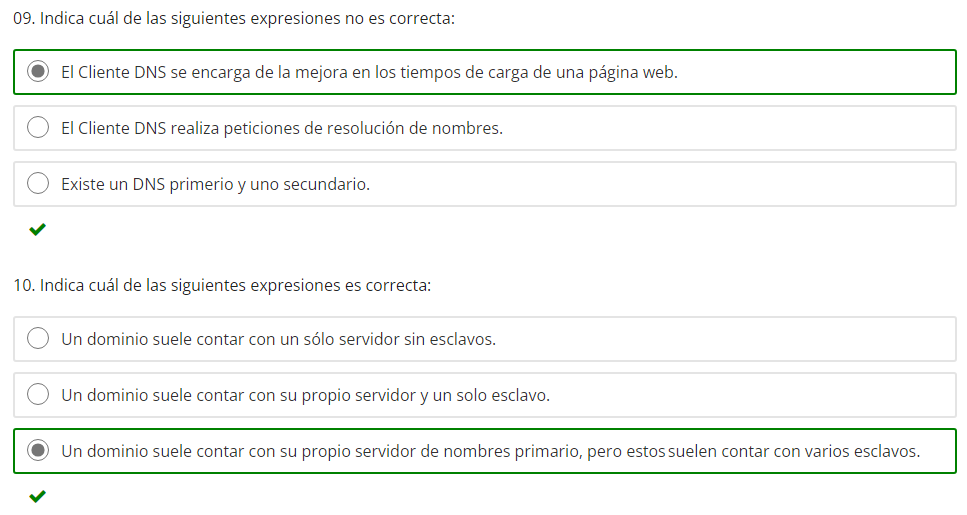 09. Indica cuál de las siguientes expresiones no es correcta:
El Cliente DNS se encarga de la mejora en los tiempos de carga de una página web.
El Cliente DNS realiza peticiones de resolución de nombres.
Existe un DNS primerio y uno secundario.
10. Indica cuál de las siguientes expresiones es correcta:
Un dominio suele contar con un sólo servidor sin esclavos.
Un dominio suele contar con su propio servidor y un solo esclavo.
Un dominio suele contar con su propio servidor de nombres primario, pero estos suelen contar con varios esclavos.